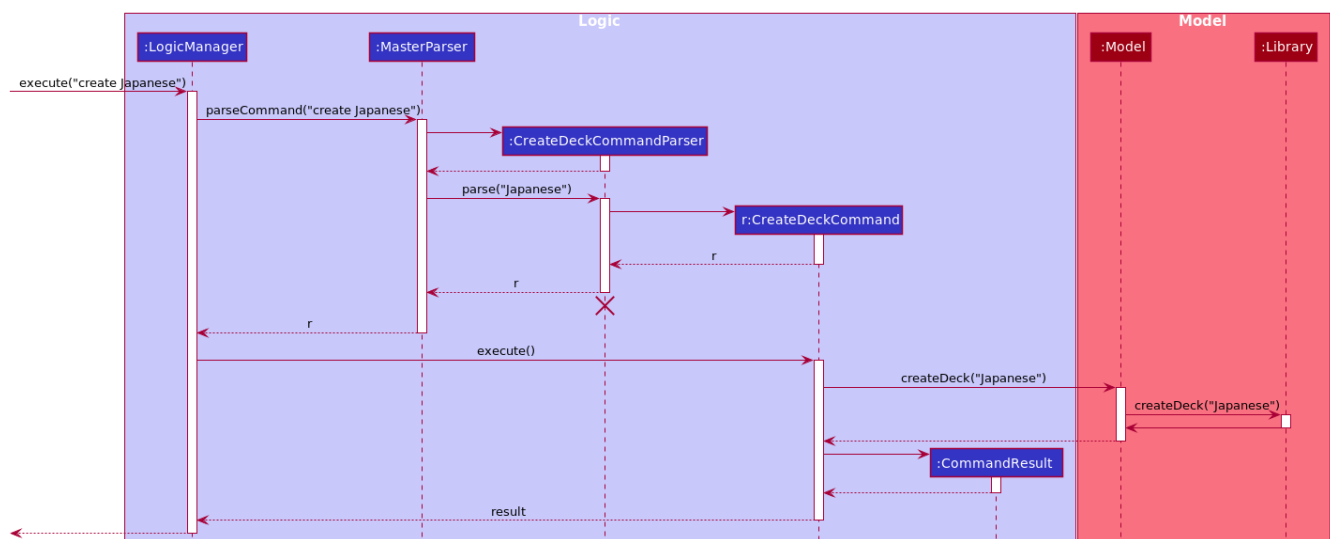 Logic
Model
:LogicManager
:MasterParser
:Model
:Library
execute("create Japanese")
parseCommand("create Japanese")
:CreateDeckCommandParser
parse("Japanese")
r:CreateDeckCommand
r
r
r
execute()
createDeck("Japanese")
createDeck("Japanese")
:CommandResult
result